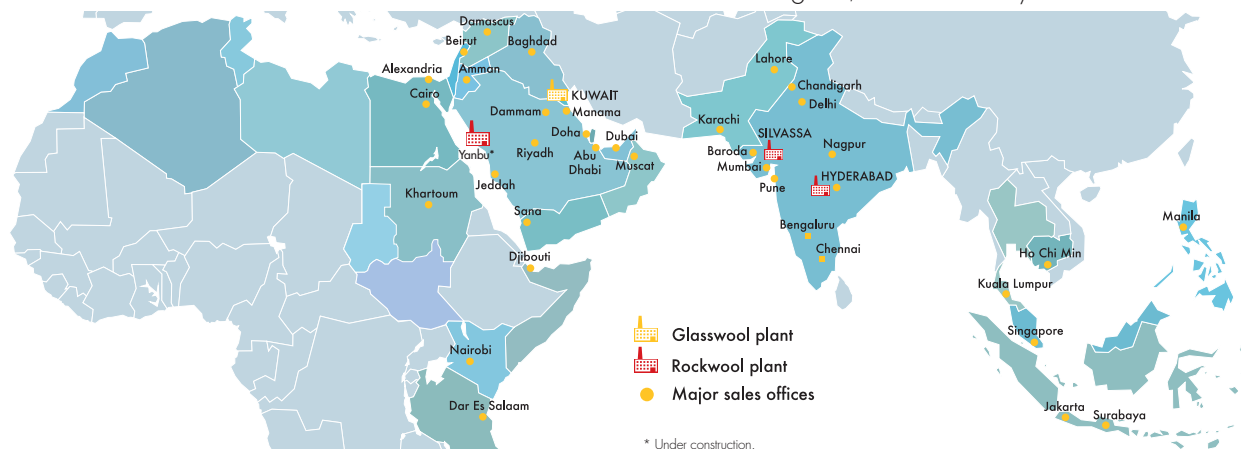 Damascus
Beirut
Baghdad
Alexandria
Amman
Cairo
KUWAIT
Dammam
Manama
Doha
Dubai
Yanbu*
Riyadh
Abu
Dhabi
Muscat
Jeddah
Khartoum
Sana
Djibouti
Nairobi
Dar Es Salaam
Lahore
Chandigarh
Delhi
Karachi
SILVASSA
Baroda
Nagpur
Mumbai
HYDERABAD
Pune
Bengaluru
Chennai
Manila
Ho Chi Min
Kuala Lumpur
Singapore
Jakarta
Surabaya
Glasswool plant
Rockwool plant
Major sales offices
* Under construction.